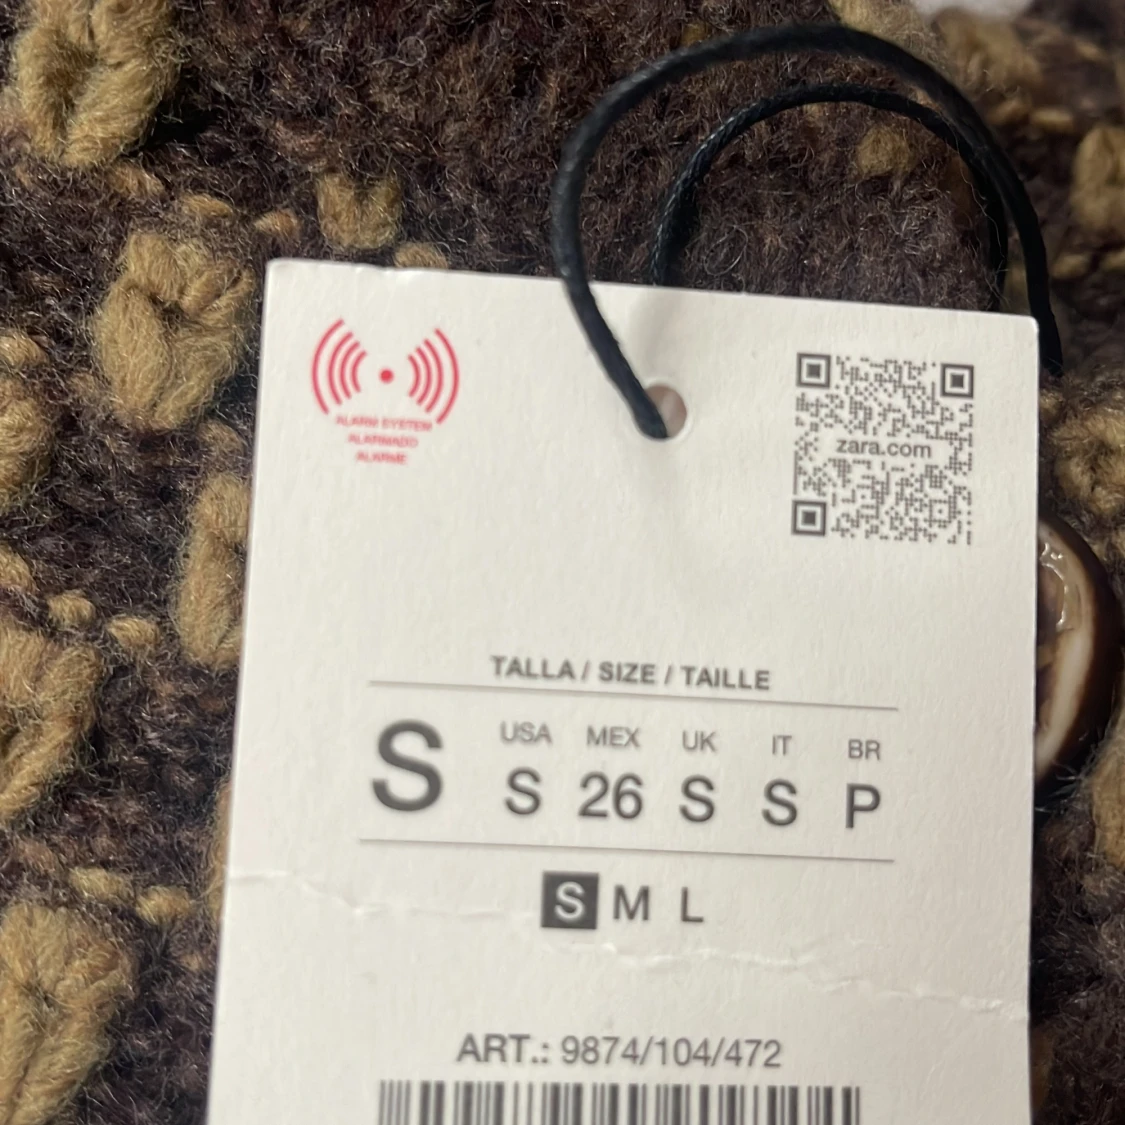 ALARM SYSTEM
ALARMADO
ALARME
zara.com
TALLA / SIZE / TAILLE
S
USA MEX UK IT BR
S 26 S S P
S M L
ART.: 9874/104/472